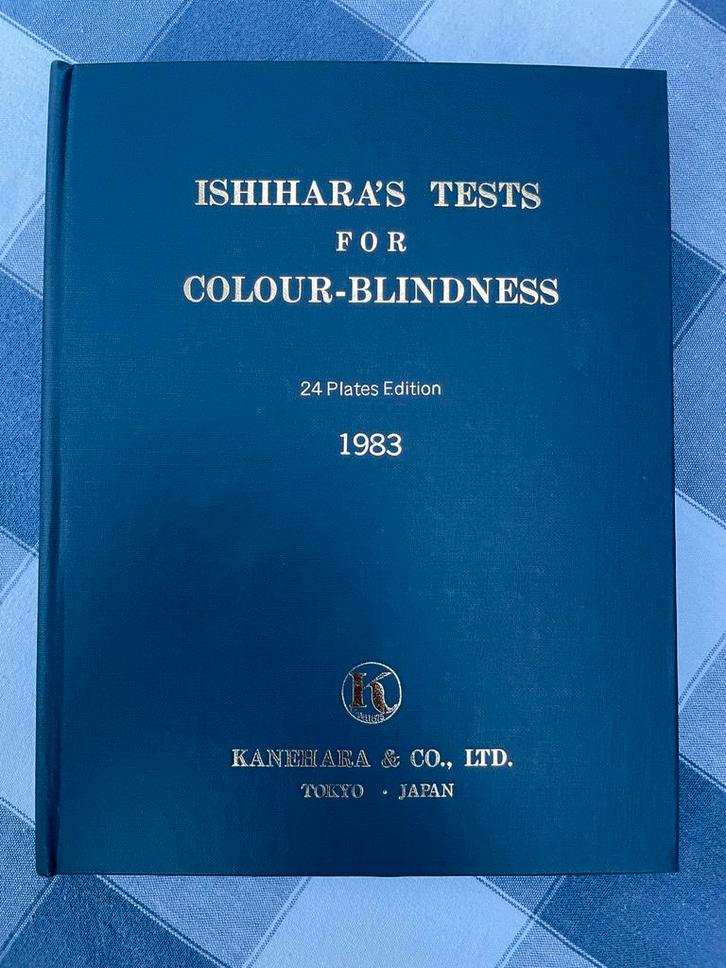 ISHIHARA'S TESTS
FOR
COLOUR-BLINDNESS
24 Plates Edition
1983
K
KANEHARA & CO., LTD.
TOKYO · JAPAN